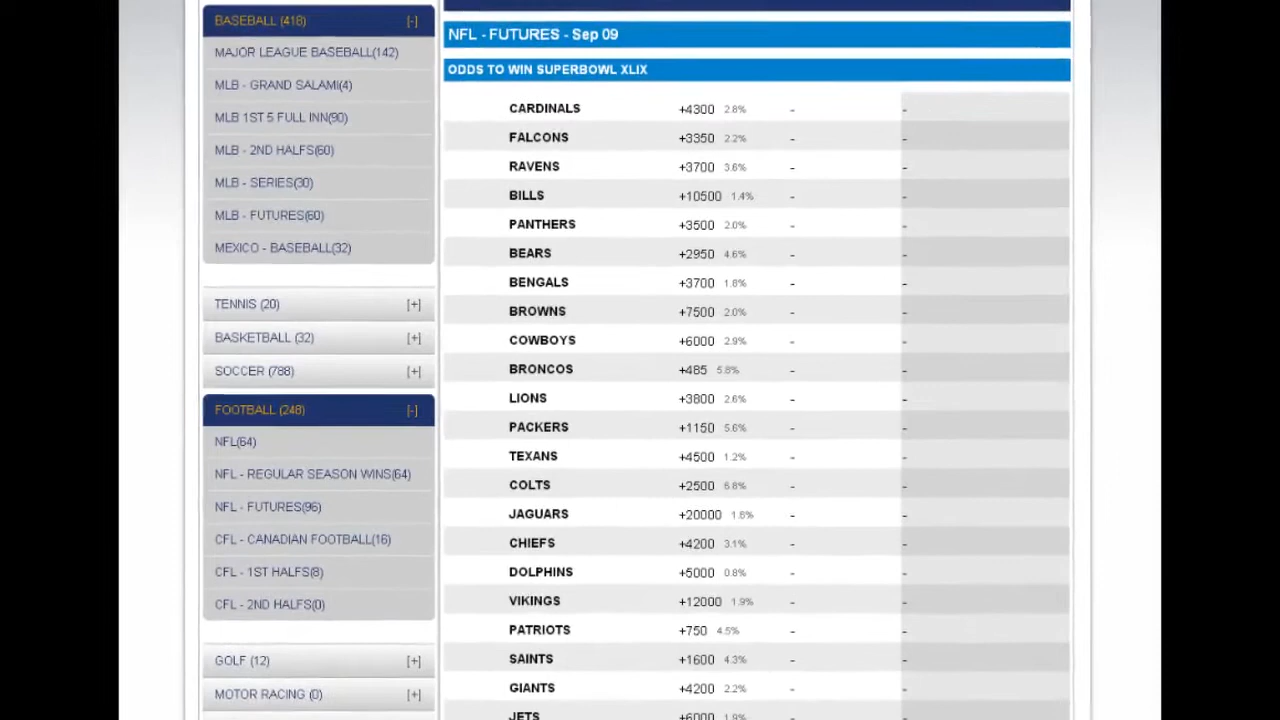 BASEBALL (418) [-]
MAJOR LEAGUE BASEBALL(142)
MLB - GRAND SALAMI(4)
MLB 1ST 5 FULL INN(90)
MLB - 2ND HALFS(60)
MLB - SERIES(30)
MLB - FUTURES(60)
MEXICO - BASEBALL(32)
TENNIS (20) [+]
BASKETBALL (32) [+]
SOCCER (788) [+]
FOOTBALL (248) [-]
NFL(64)
NFL - REGULAR SEASON WINS(64)
NFL - FUTURES(96)
CFL - CANADIAN FOOTBALL(16)
CFL - 1ST HALFS(8)
CFL - 2ND HALFS(0)
GOLF (12) [+]
MOTOR RACING (0) [+]
NFL - FUTURES - Sep 09
ODDS TO WIN SUPERBOWL XLIX
CARDINALS +4300 2.8% - -
FALCONS +3350 2.2% - -
RAVENS +3700 3.6% - -
BILLS +10500 1.4% - -
PANTHERS +3500 2.0% - -
BEARS +2950 4.6% - -
BENGALS +3700 1.8% - -
BROWNS +7500 2.0% - -
COWBOYS +6000 2.9% - -
BRONCOS +485 5.8% - -
LIONS +3800 2.6% - -
PACKERS +1150 5.6% - -
TEXANS +4500 1.2% - -
COLTS +2500 6.8% - -
JAGUARS +20000 1.8% - -
CHIEFS +4200 3.1% - -
DOLPHINS +5000 0.8% - -
VIKINGS +12000 1.9% - -
PATRIOTS +750 4.5% - -
SAINTS +1600 4.3% - -
GIANTS +4200 2.2% - -
JETS +6000 1.9% - -